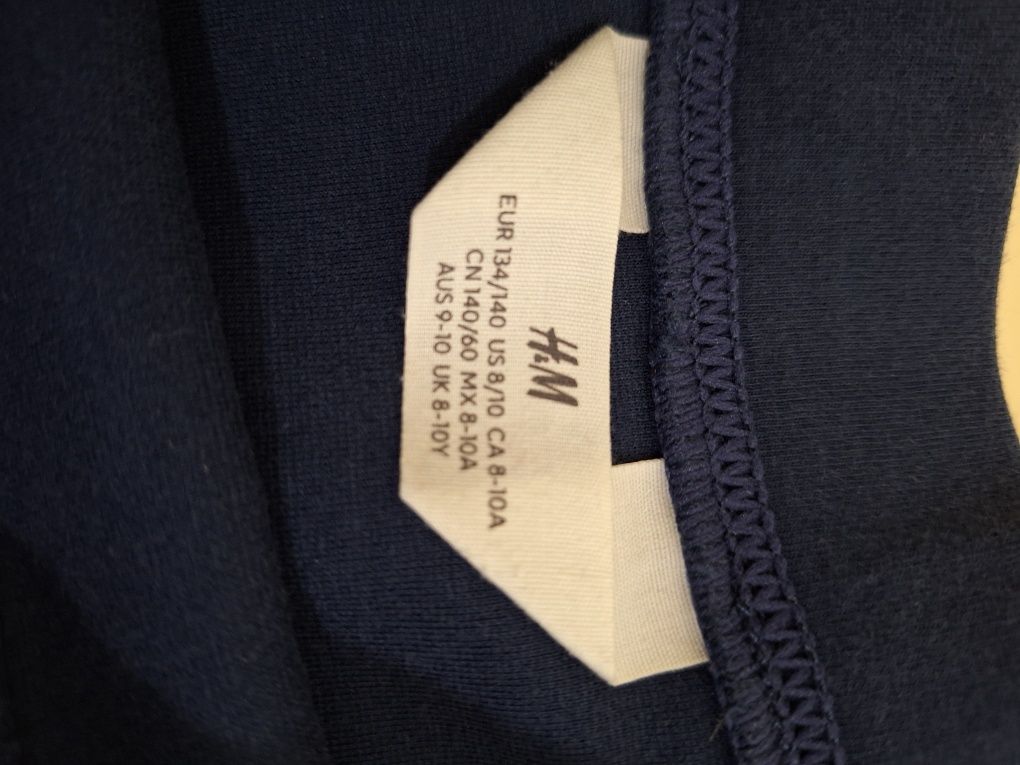 H&M
EUR 134/140 US 8/10 CA 8-10A
CN 140/60 MX 8-10A
AUS 9-10 UK 8-10Y